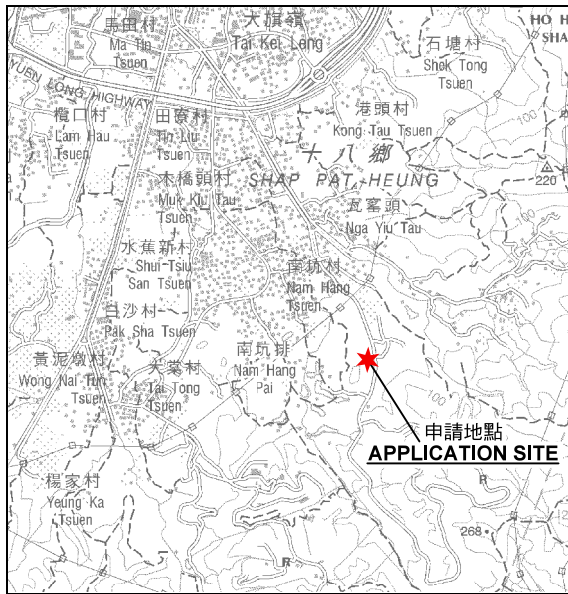 馬田村
Ma Tin
Tsuen
大旗嶺
Tai Kei Leng
石塘村
Shek Tong
Tsuen
HO H
SHA
YUEN LONG HIGHWAY
欖口村
Lam Hau
Tsuen
田寮村
Tin Liu
Tsuen
港頭村
Kong Tau Tsuen
100
十八鄉
SHAP PAT HEUNG
220
木橋頭村
Muk Kiu Tau
Tsuen
瓦窰頭
Nga Yiu Tau
水蕉新村
Shui Tsiu
San Tsuen
南坑村
Nam Hang
Tsuen
白沙村
Pak Sha Tsuen
黃泥墩村
Wong Nai Tun
Tsuen
大棠村
Tai Tong
Tsuen
南坑排
Nam Hang
Pai
100
申請地點
APPLICATION SITE
楊家村
Yeung Ka
Tsuen
R
268
R